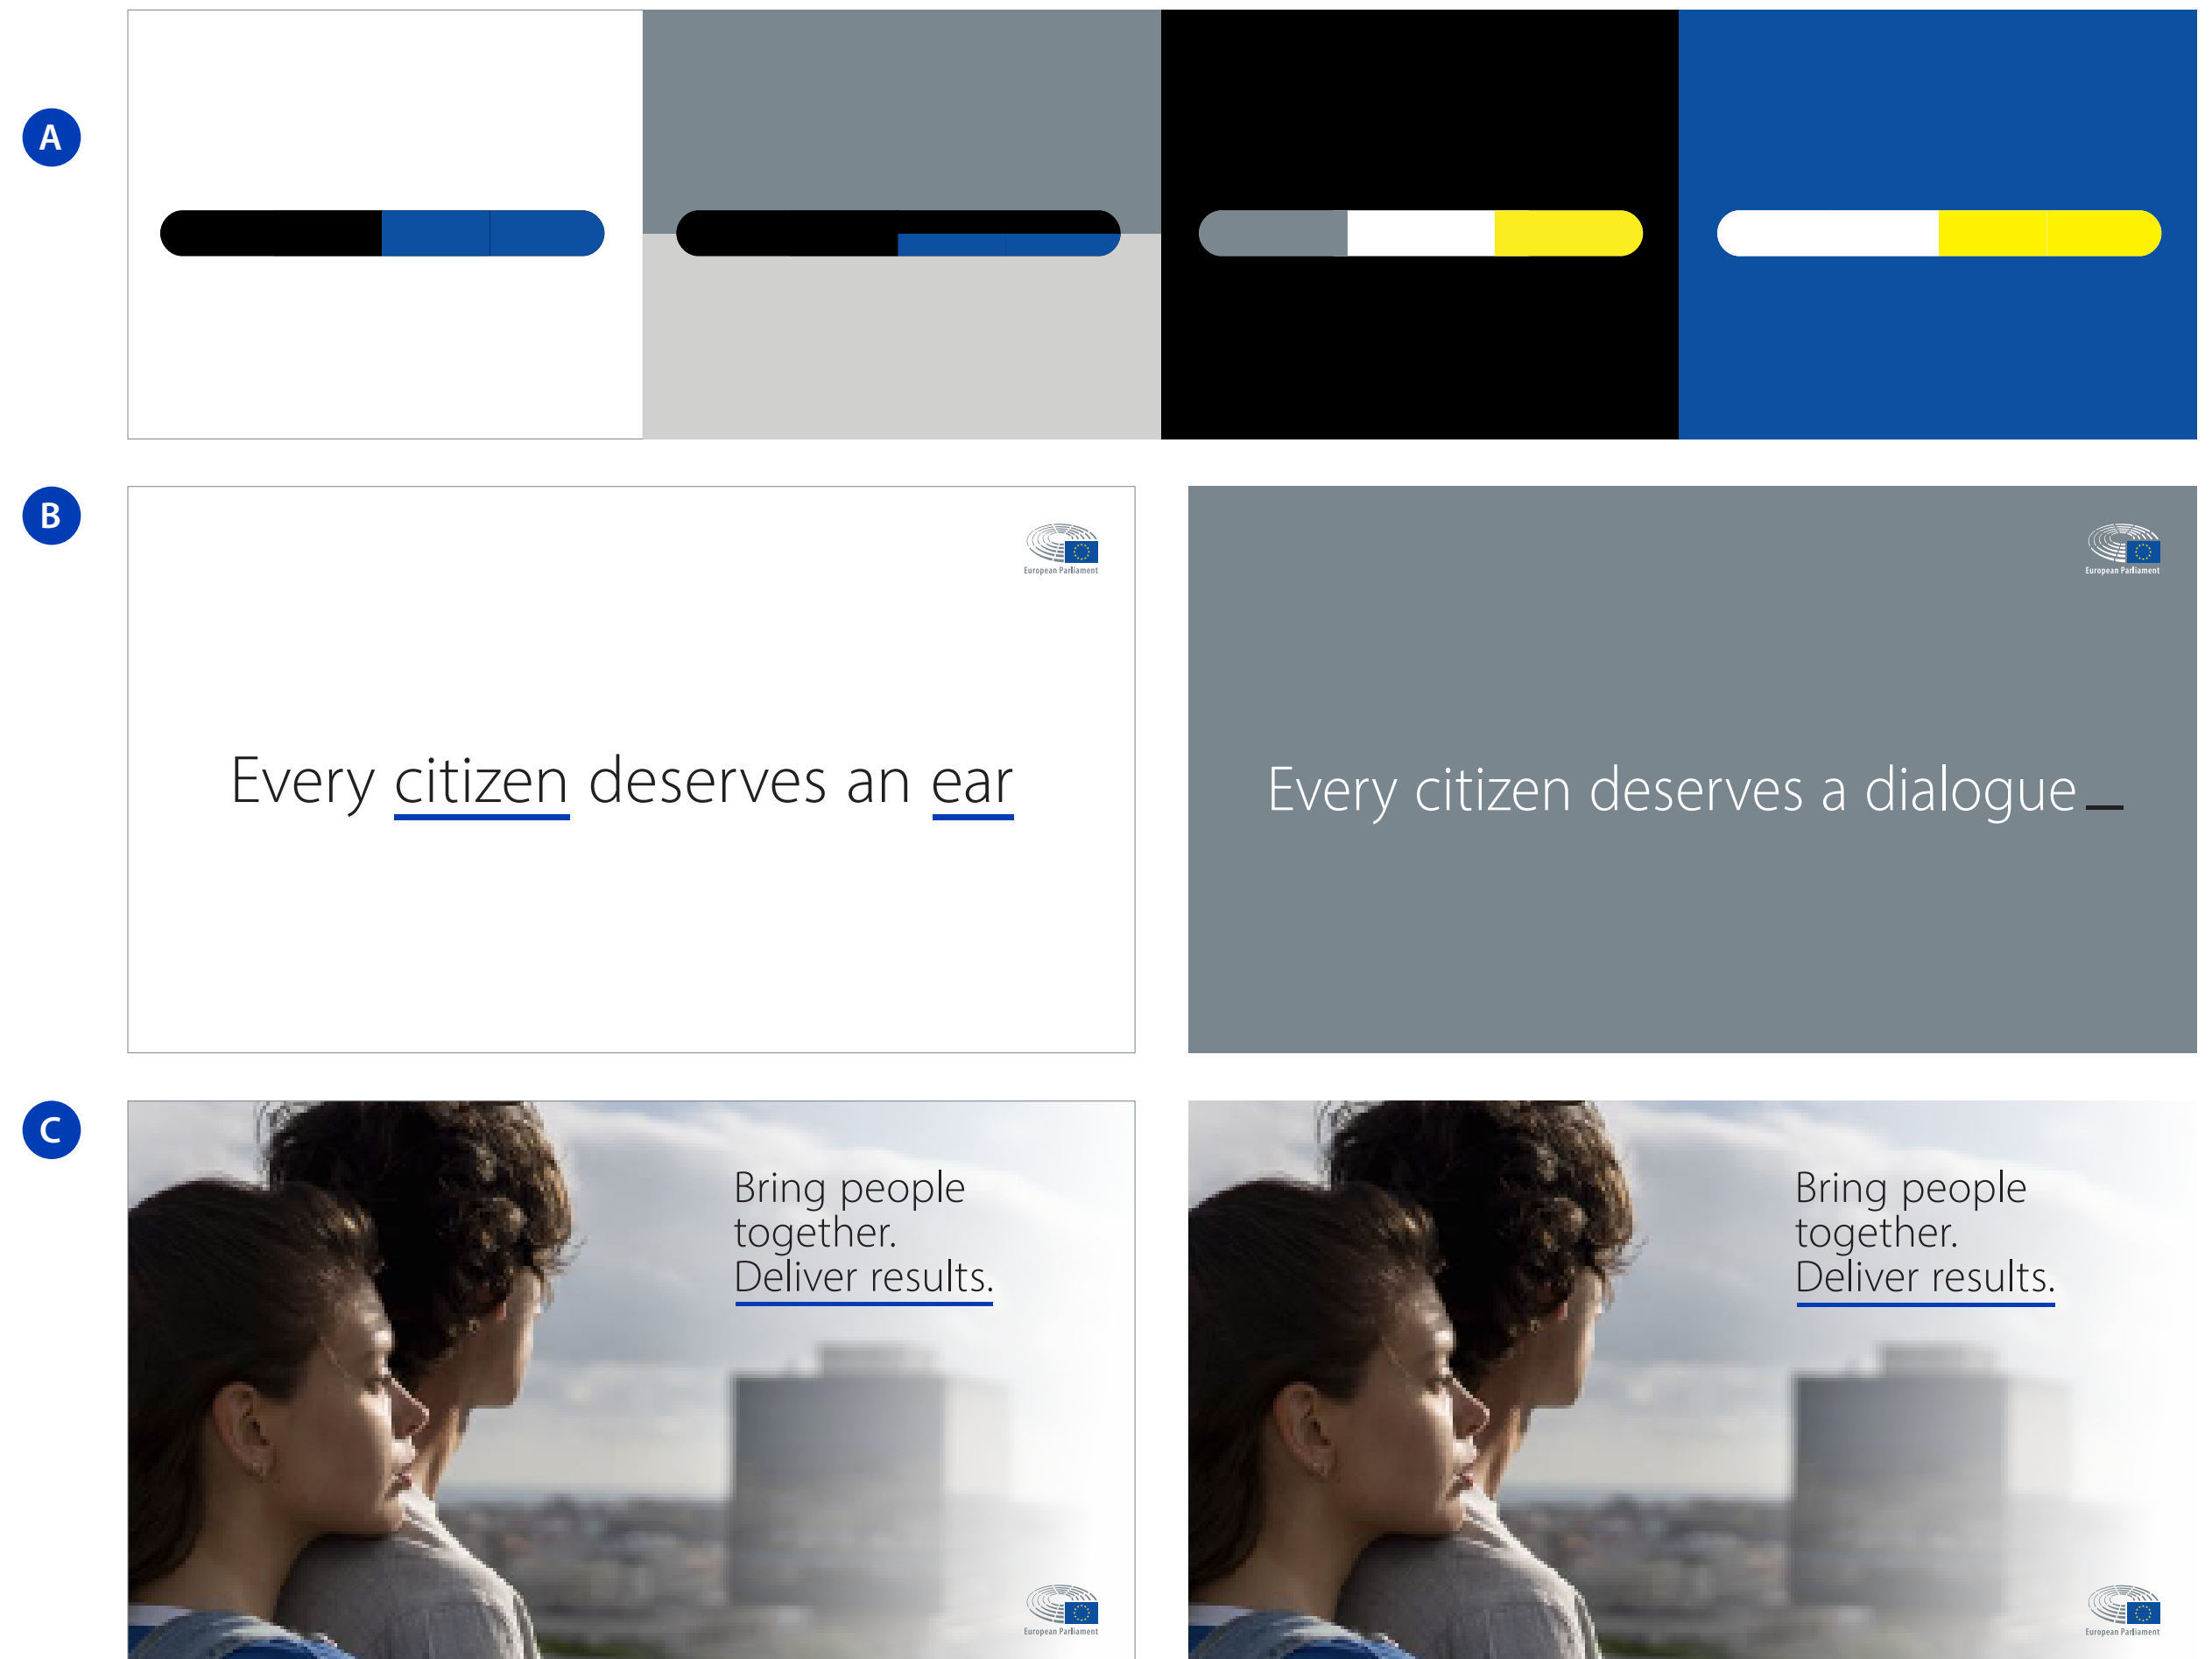 A
B
European Parliament
Every citizen deserves an ear
European Parliament
Every citizen deserves a dialogue_
C
Bring people
together.
Deliver results.
European Parliament
Bring people
together.
Deliver results.
European Parliament